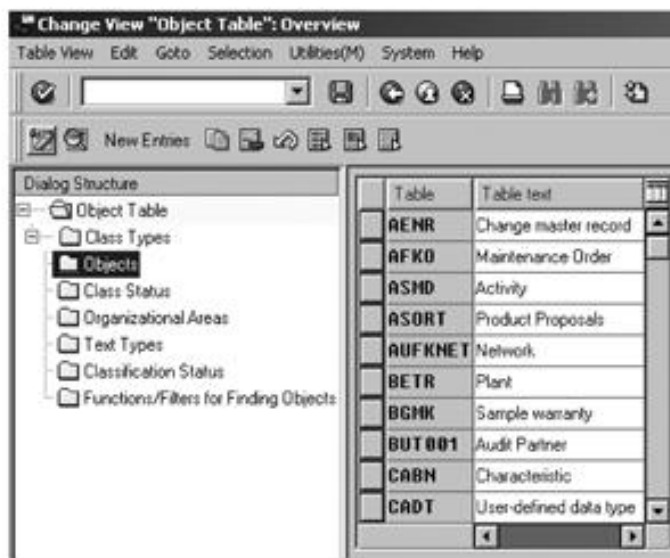 Change View "Object Table": Overview
Table View Edit Goto Selection Utilities(M) System Help
New Entries
Dialog Structure
Object Table
Class Types
Objects
Class Status
Organizational Areas
Text Types
Classification Status
Functions/Filters for Finding Objects
Table Table text
AENR Change master record
AFKO Maintenance Order
ASMD Activity
ASORT Product Proposals
AUFKNET Network
BETR Plant
BGMK Sample warranty
BUT001 Audit Partner
CABN Characteristic
CADT User-defined data type